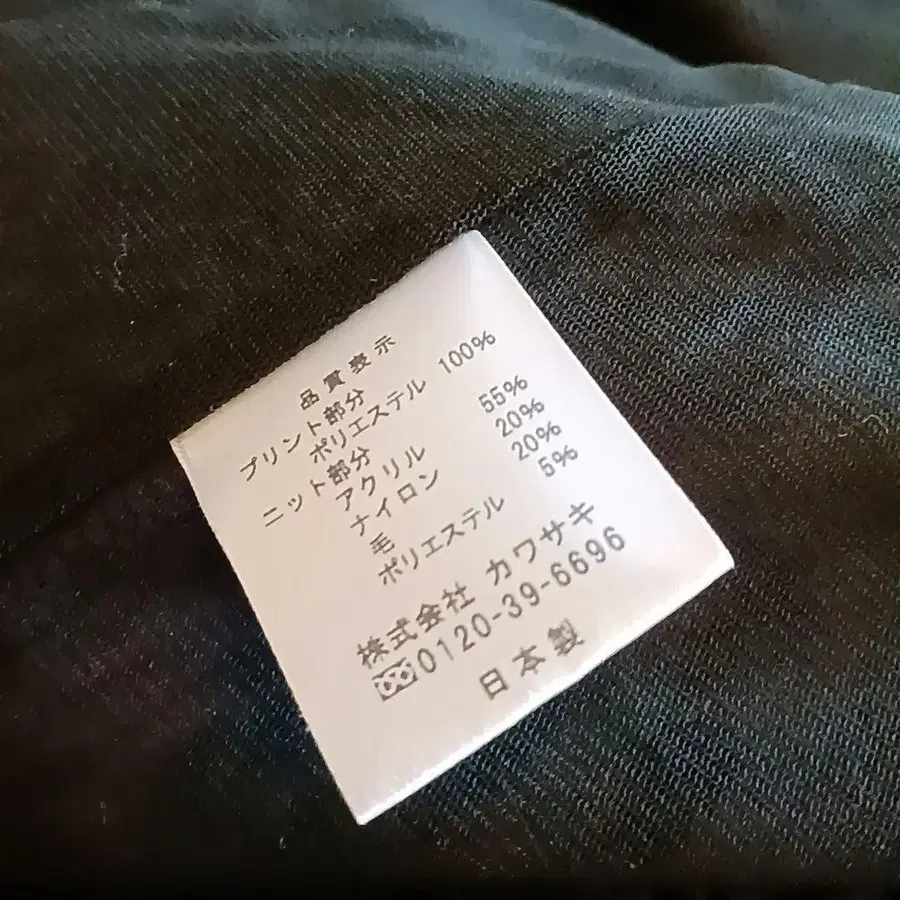 品質表示
プリント部分
ポリエステル 100%
ニット部分
アクリル 55%
ナイロン 20%
毛 20%
ポリエステル 5%
株式会社 カワサキ
0120-39-6696
日本製